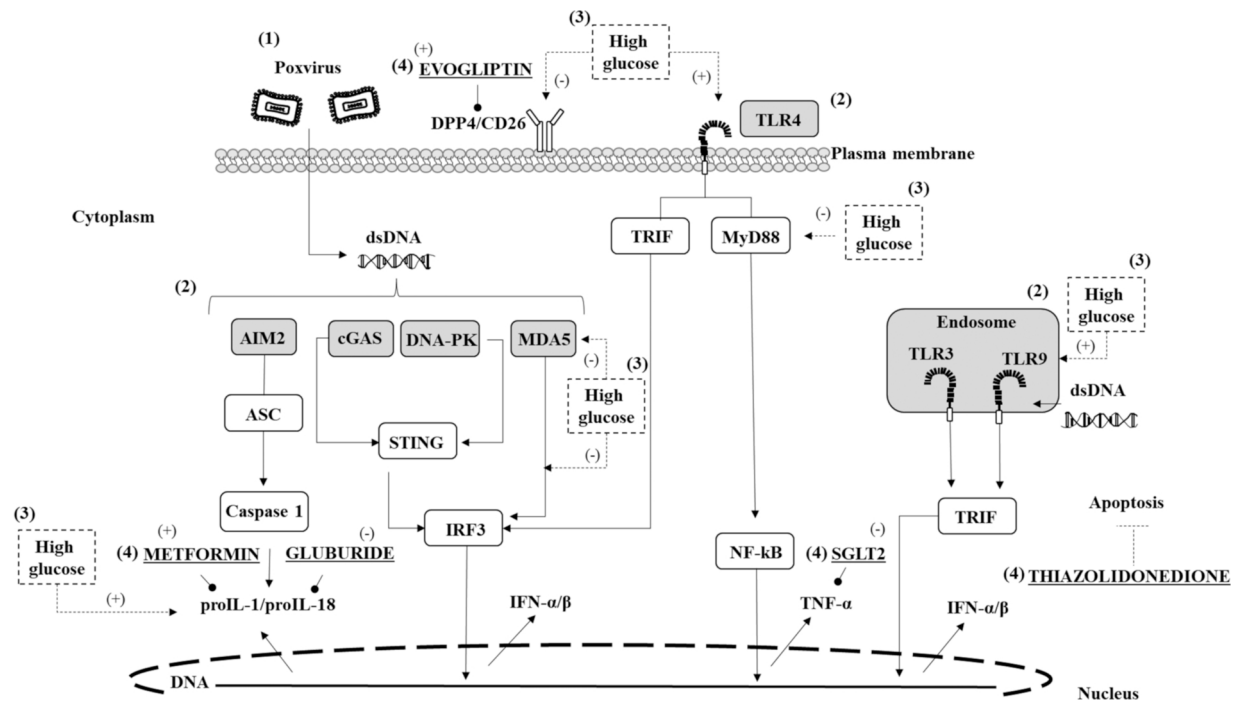 (1)
Poxvirus
(+)
(4) EVOGLIPTIN
DPP4/CD26
(3)
High
glucose
(-)
(+)
TLR4
(2)
Plasma membrane
Cytoplasm
dsDNA
TRIF
MyD88
(-)
(3)
High
glucose
(2)
AIM2
cGAS
DNA-PK
MDA5
(-)
(3)
High
glucose
(-)
ASC
STING
(2)
Endosome
TLR3
TLR9
(3)
High
glucose
(+)
dsDNA
Caspase 1
IRF3
NF-kB
TRIF
Apoptosis
(3)
High
glucose
(+)
(+)
(4) METFORMIN
(-)
GLUBURIDE
proIL-1/proIL-18
IFN-α/β
(-)
(4) SGLT2
TNF-α
(4) THIAZOLIDONEDIONE
IFN-α/β
DNA
Nucleus